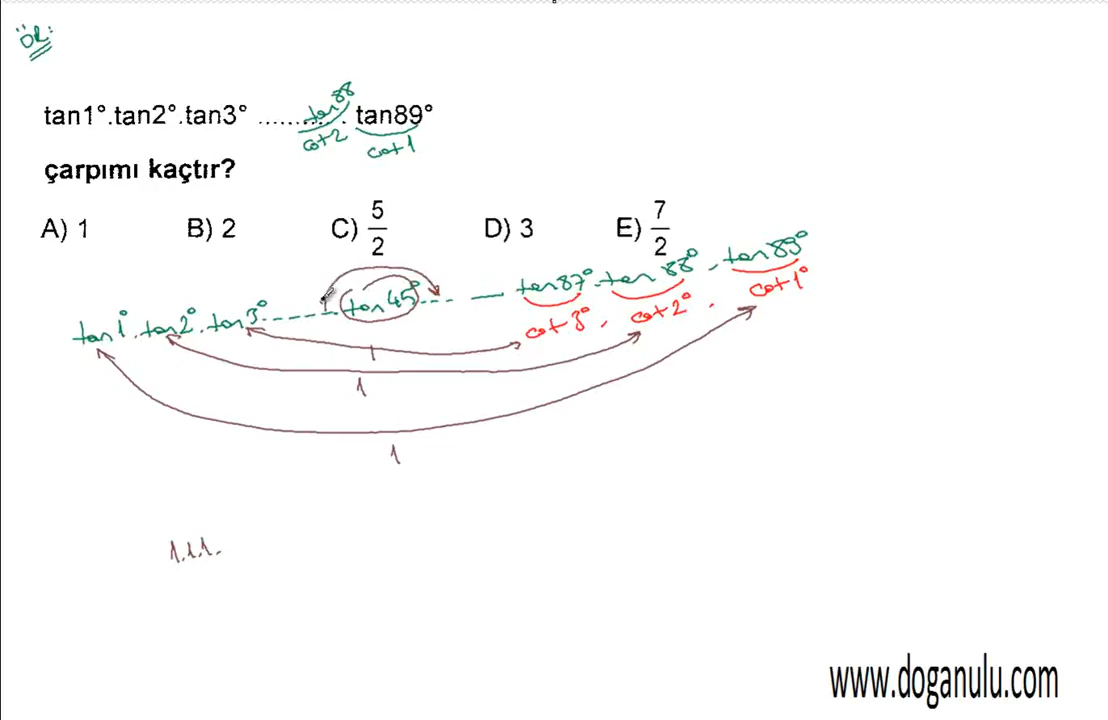 ÖR:
tan1°.tan2°.tan3° .......... . tan89°
tan88
cot2
cot1
çarpımı kaçtır?
A) 1 B) 2 C) 5/2 D) 3 E) 7/2
tan1°.tan2°.tan3°------.tan45°--- — tan87°.tan88°.tan89°
cot3°. cot2°. cot1°
1
1
1
1.1.1.
www.doganulu.com